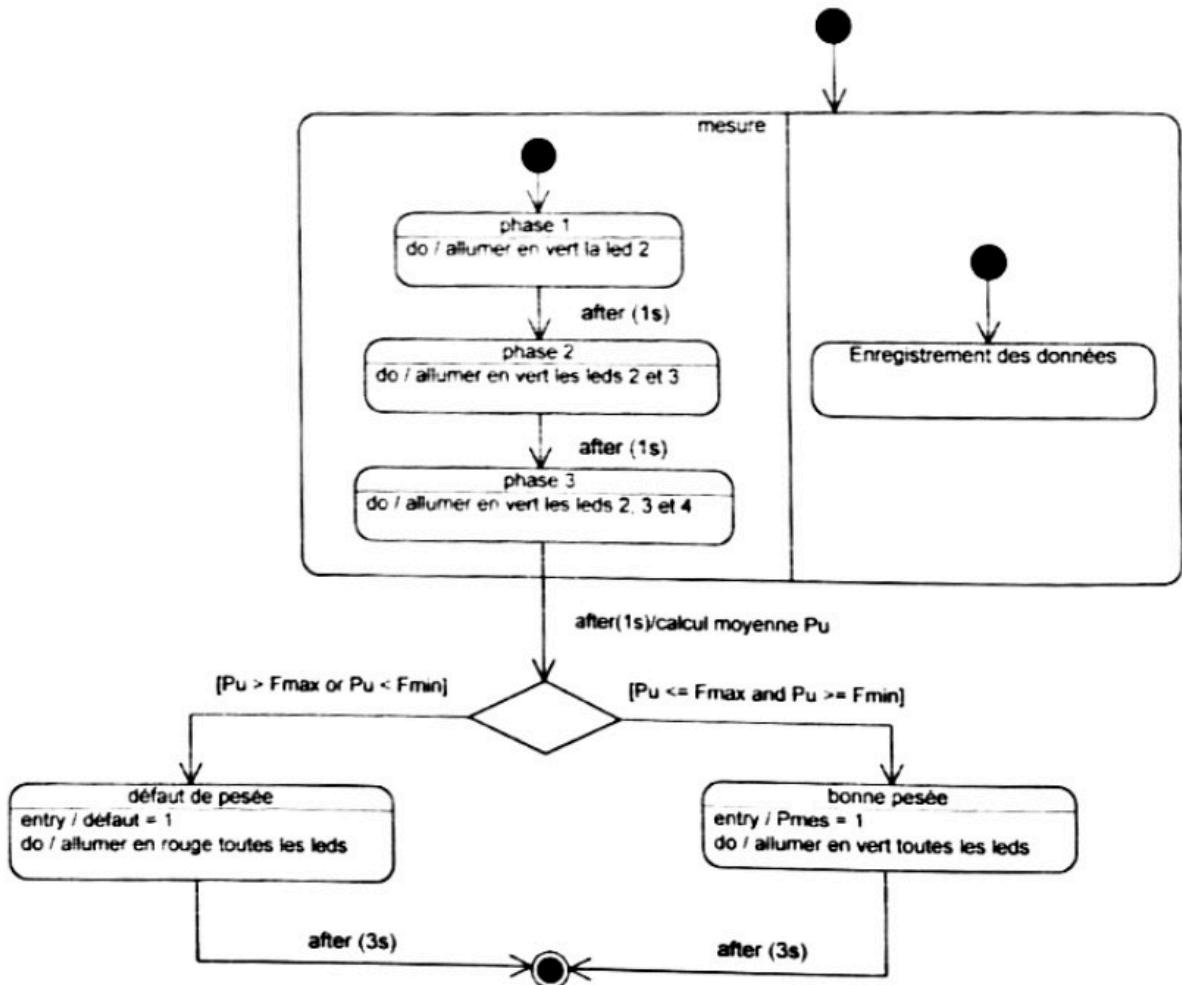 mesure
phase 1
do / allumer en vert la led 2
after (1s)
phase 2
do / allumer en vert les leds 2 et 3
after (1s)
phase 3
do / allumer en vert les leds 2, 3 et 4
Enregistrement des données
after(1s)/calcul moyenne Pu
[Pu > Fmax or Pu < Fmin]
[Pu <= Fmax and Pu >= Fmin]
défaut de pesée
entry / défaut = 1
do / allumer en rouge toutes les leds
bonne pesée
entry / Pmes = 1
do / allumer en vert toutes les leds
after (3s)
after (3s)